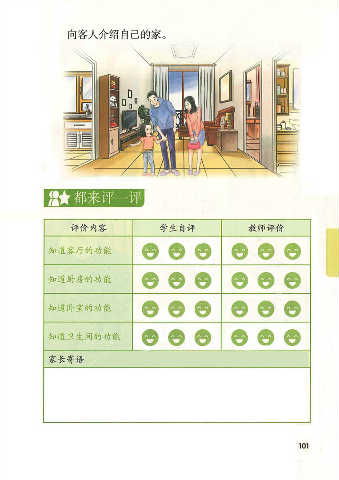 向客人介绍自己的家。
都来评一评
评价内容 学生自评 教师评价
知道客厅的功能
知道厨房的功能
知道卧室的功能
知道卫生间的功能
家长寄语
101